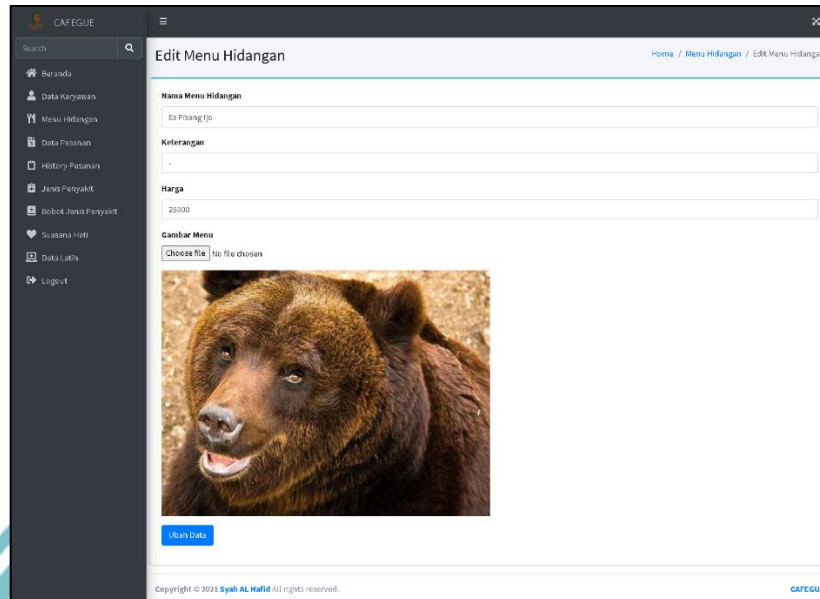 CAFEGUE
Search
Beranda
Data Karyawan
Menu Hidangan
Data Pesanan
History Pesanan
Jenis Penyakit
Bobot Jenis Penyakit
Suasana Hati
Data Latih
Logout
Edit Menu Hidangan
Home / Menu Hidangan / Edit Menu Hidanga
Nama Menu Hidangan
Es Pisang Ijo
Keterangan
-
Harga
25000
Gambar Menu
Choose file No file chosen
Ubah Data
Copyright © 2021 Syah AL Hafid All rights reserved.
CAFEGU